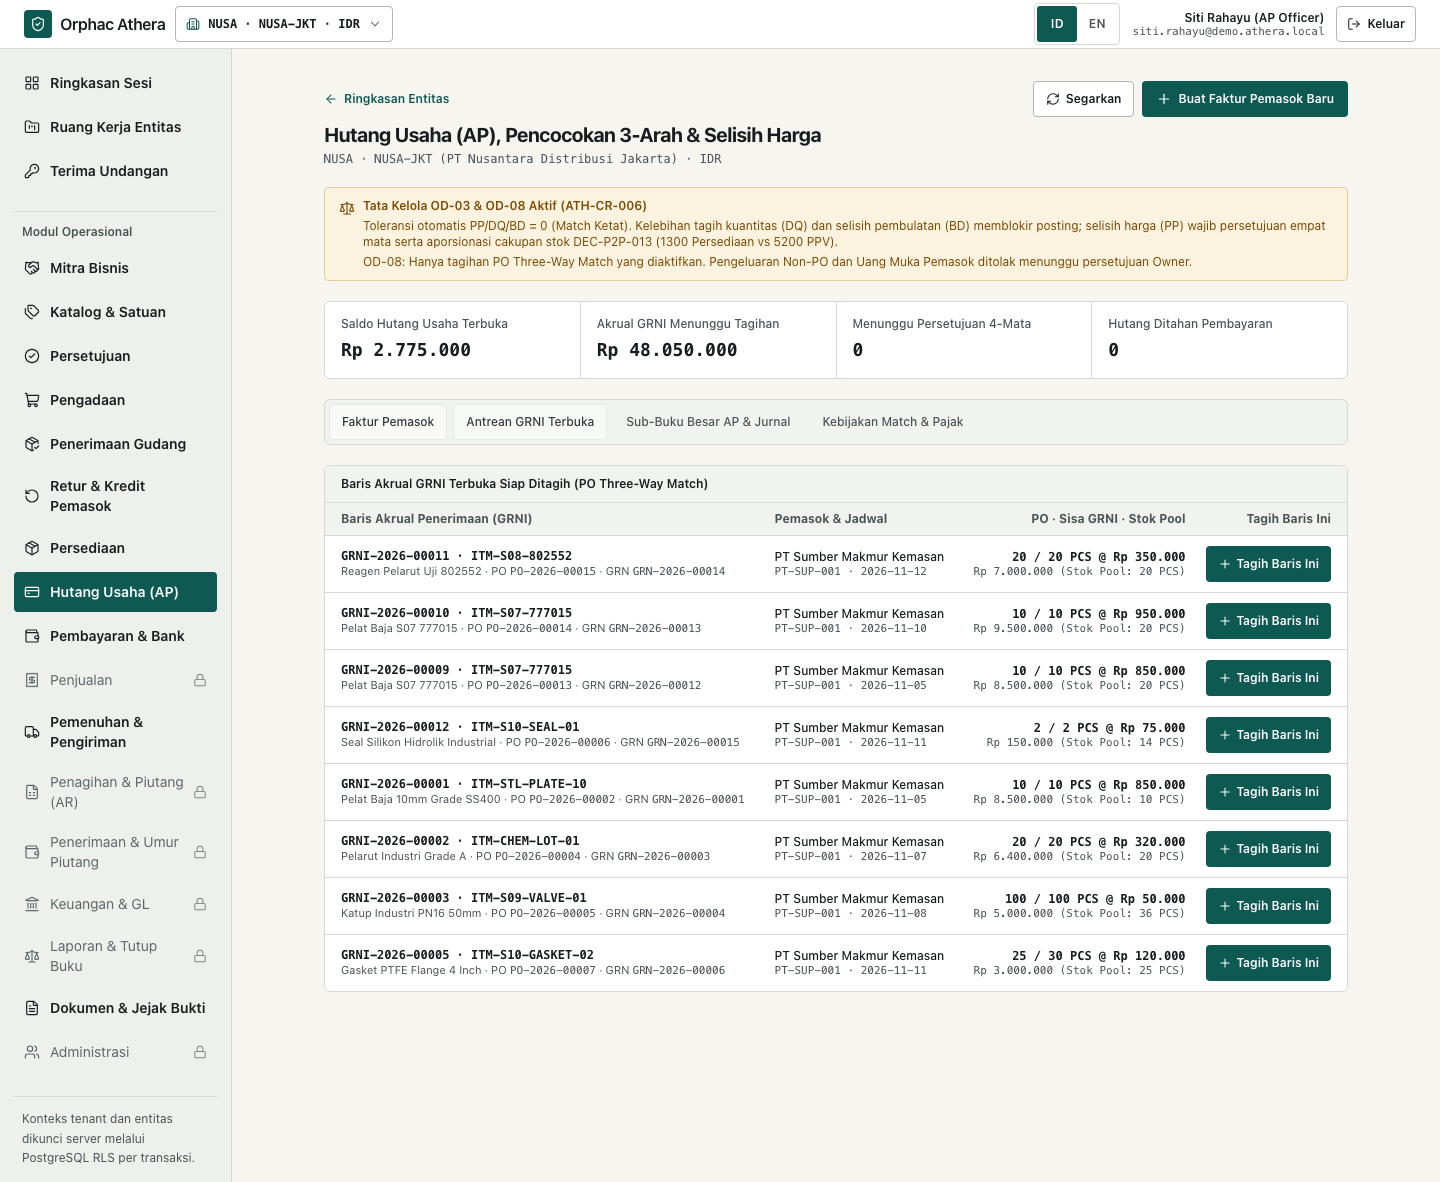 Orphac Athera
NUSA · NUSA-JKT · IDR
ID
EN
Siti Rahayu (AP Officer)
siti.rahayu@demo.athera.local
Keluar
Ringkasan Sesi
Ruang Kerja Entitas
Terima Undangan
Modul Operasional
Mitra Bisnis
Katalog & Satuan
Persetujuan
Pengadaan
Penerimaan Gudang
Retur & Kredit
Pemasok
Persediaan
Hutang Usaha (AP)
Pembayaran & Bank
Penjualan
Pemenuhan &
Pengiriman
Penagihan & Piutang
(AR)
Penerimaan & Umur
Piutang
Keuangan & GL
Laporan & Tutup
Buku
Dokumen & Jejak Bukti
Administrasi
Konteks tenant dan entitas
dikunci server melalui
PostgreSQL RLS per transaksi.
Ringkasan Entitas
Segarkan
Buat Faktur Pemasok Baru
Hutang Usaha (AP), Pencocokan 3-Arah & Selisih Harga
NUSA · NUSA-JKT (PT Nusantara Distribusi Jakarta) · IDR
Tata Kelola OD-03 & OD-08 Aktif (ATH-CR-006)
Toleransi otomatis PP/DQ/BD = 0 (Match Ketat). Kelebihan tagih kuantitas (DQ) dan selisih pembulatan (BD) memblokir posting; selisih harga (PP) wajib persetujuan empat
mata serta aporsionasi cakupan stok DEC-P2P-013 (1300 Persediaan vs 5200 PPV).
OD-08: Hanya tagihan PO Three-Way Match yang diaktifkan. Pengeluaran Non-PO dan Uang Muka Pemasok ditolak menunggu persetujuan Owner.
Saldo Hutang Usaha Terbuka
Rp 2.775.000
Akrual GRNI Menunggu Tagihan
Rp 48.050.000
Menunggu Persetujuan 4-Mata
0
Hutang Ditahan Pembayaran
0
Faktur Pemasok
Antrean GRNI Terbuka
Sub-Buku Besar AP & Jurnal
Kebijakan Match & Pajak
Baris Akrual GRNI Terbuka Siap Ditagih (PO Three-Way Match)
Baris Akrual Penerimaan (GRNI)
Pemasok & Jadwal
PO · Sisa GRNI · Stok Pool
Tagih Baris Ini
GRNI-2026-00011 · ITM-S08-802552
Reagen Pelarut Uji 802552 · PO PO-2026-00015 · GRN GRN-2026-00014
PT Sumber Makmur Kemasan
PT-SUP-001 · 2026-11-12
20 / 20 PCS @ Rp 350.000
Rp 7.000.000 (Stok Pool: 20 PCS)
Tagih Baris Ini
GRNI-2026-00010 · ITM-S07-777015
Pelat Baja S07 777015 · PO PO-2026-00014 · GRN GRN-2026-00013
PT Sumber Makmur Kemasan
PT-SUP-001 · 2026-11-10
10 / 10 PCS @ Rp 950.000
Rp 9.500.000 (Stok Pool: 20 PCS)
Tagih Baris Ini
GRNI-2026-00009 · ITM-S07-777015
Pelat Baja S07 777015 · PO PO-2026-00013 · GRN GRN-2026-00012
PT Sumber Makmur Kemasan
PT-SUP-001 · 2026-11-05
10 / 10 PCS @ Rp 850.000
Rp 8.500.000 (Stok Pool: 20 PCS)
Tagih Baris Ini
GRNI-2026-00012 · ITM-S10-SEAL-01
Seal Silikon Hidrolik Industrial · PO PO-2026-00006 · GRN GRN-2026-00015
PT Sumber Makmur Kemasan
PT-SUP-001 · 2026-11-11
2 / 2 PCS @ Rp 75.000
Rp 150.000 (Stok Pool: 14 PCS)
Tagih Baris Ini
GRNI-2026-00001 · ITM-STL-PLATE-10
Pelat Baja 10mm Grade SS400 · PO PO-2026-00002 · GRN GRN-2026-00001
PT Sumber Makmur Kemasan
PT-SUP-001 · 2026-11-05
10 / 10 PCS @ Rp 850.000
Rp 8.500.000 (Stok Pool: 10 PCS)
Tagih Baris Ini
GRNI-2026-00002 · ITM-CHEM-LOT-01
Pelarut Industri Grade A · PO PO-2026-00004 · GRN GRN-2026-00003
PT Sumber Makmur Kemasan
PT-SUP-001 · 2026-11-07
20 / 20 PCS @ Rp 320.000
Rp 6.400.000 (Stok Pool: 20 PCS)
Tagih Baris Ini
GRNI-2026-00003 · ITM-S09-VALVE-01
Katup Industri PN16 50mm · PO PO-2026-00005 · GRN GRN-2026-00004
PT Sumber Makmur Kemasan
PT-SUP-001 · 2026-11-08
100 / 100 PCS @ Rp 50.000
Rp 5.000.000 (Stok Pool: 36 PCS)
Tagih Baris Ini
GRNI-2026-00005 · ITM-S10-GASKET-02
Gasket PTFE Flange 4 Inch · PO PO-2026-00007 · GRN GRN-2026-00006
PT Sumber Makmur Kemasan
PT-SUP-001 · 2026-11-11
25 / 30 PCS @ Rp 120.000
Rp 3.000.000 (Stok Pool: 25 PCS)
Tagih Baris Ini